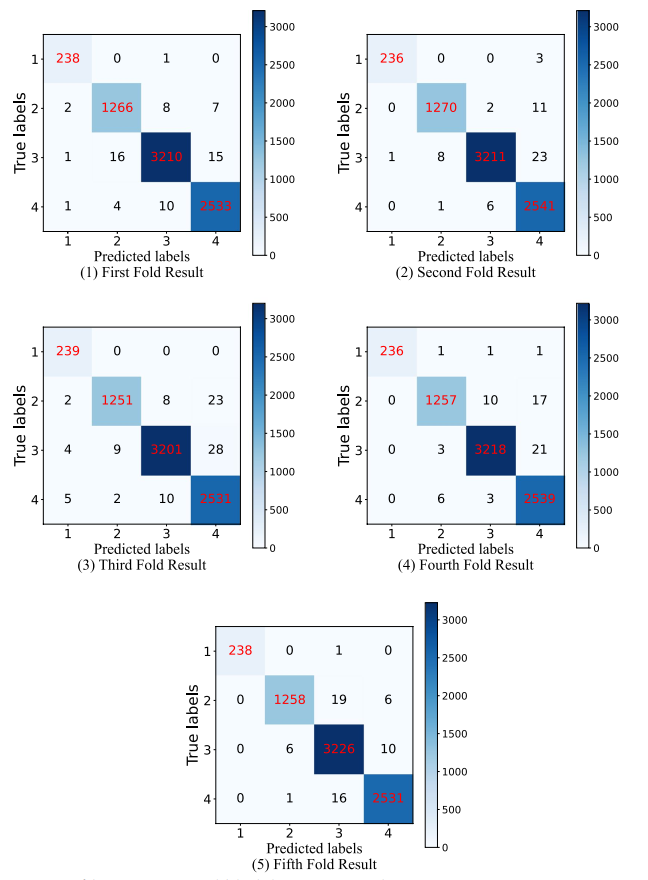 1 238 0 1 0
2 2 1266 8 7
3 1 16 3210 15
4 1 4 10 2533
1 2 3 4
True labels
Predicted labels
0 500 1000 1500 2000 2500 3000
(1) First Fold Result
1 236 0 0 3
2 0 1270 2 11
3 1 8 3211 23
4 0 1 6 2541
1 2 3 4
True labels
Predicted labels
0 500 1000 1500 2000 2500 3000
(2) Second Fold Result
1 239 0 0 0
2 2 1251 8 23
3 4 9 3201 28
4 5 2 10 2531
1 2 3 4
True labels
Predicted labels
0 500 1000 1500 2000 2500 3000
(3) Third Fold Result
1 236 1 1 1
2 0 1257 10 17
3 0 3 3218 21
4 0 6 3 2539
1 2 3 4
True labels
Predicted labels
0 500 1000 1500 2000 2500 3000
(4) Fourth Fold Result
1 238 0 1 0
2 0 1258 19 6
3 0 6 3226 10
4 0 1 16 2531
1 2 3 4
True labels
Predicted labels
0 500 1000 1500 2000 2500 3000
(5) Fifth Fold Result